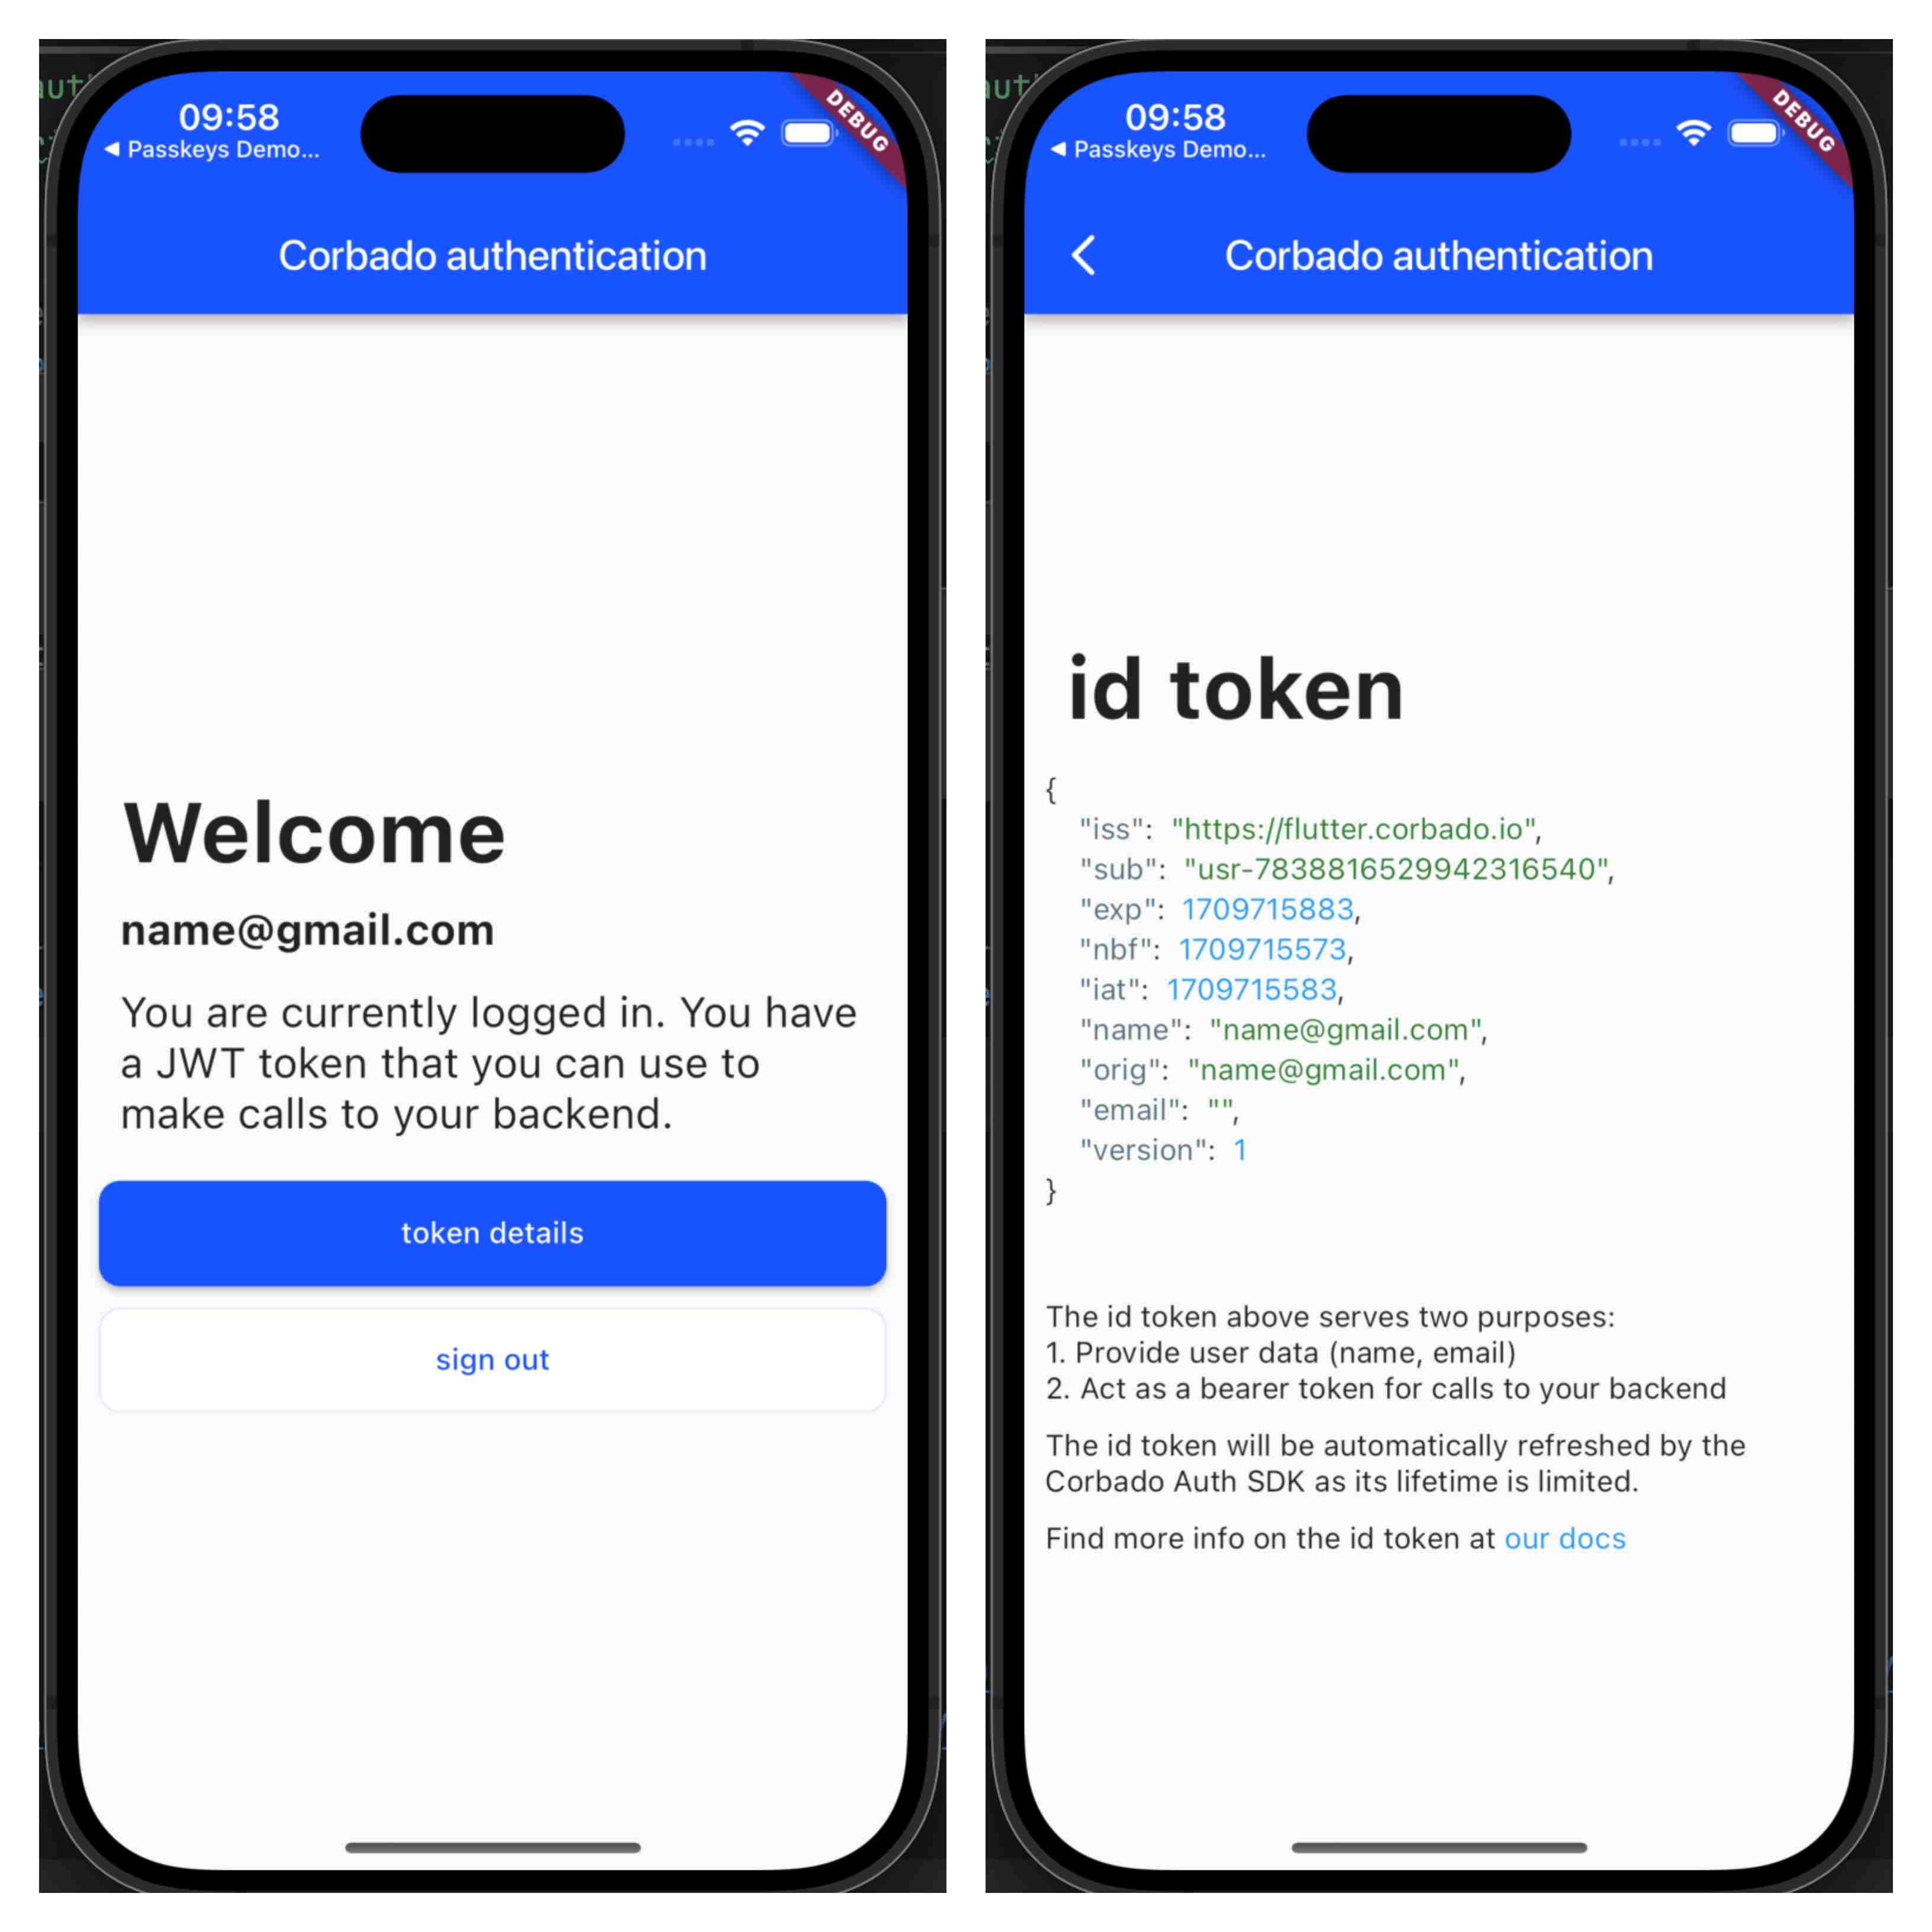 09:58
◀ Passkeys Demo...
DEBUG
Corbado authentication
Welcome
name@gmail.com
You are currently logged in. You have
a JWT token that you can use to
make calls to your backend.
token details
sign out
09:58
◀ Passkeys Demo...
DEBUG
Corbado authentication
id token
{
"iss": "https://flutter.corbado.io",
"sub": "usr-7838816529942316540",
"exp": 1709715883,
"nbf": 1709715573,
"iat": 1709715583,
"name": "name@gmail.com",
"orig": "name@gmail.com",
"email": "",
"version": 1
}
The id token above serves two purposes:
1. Provide user data (name, email)
2. Act as a bearer token for calls to your backend
The id token will be automatically refreshed by the
Corbado Auth SDK as its lifetime is limited.
Find more info on the id token at our docs